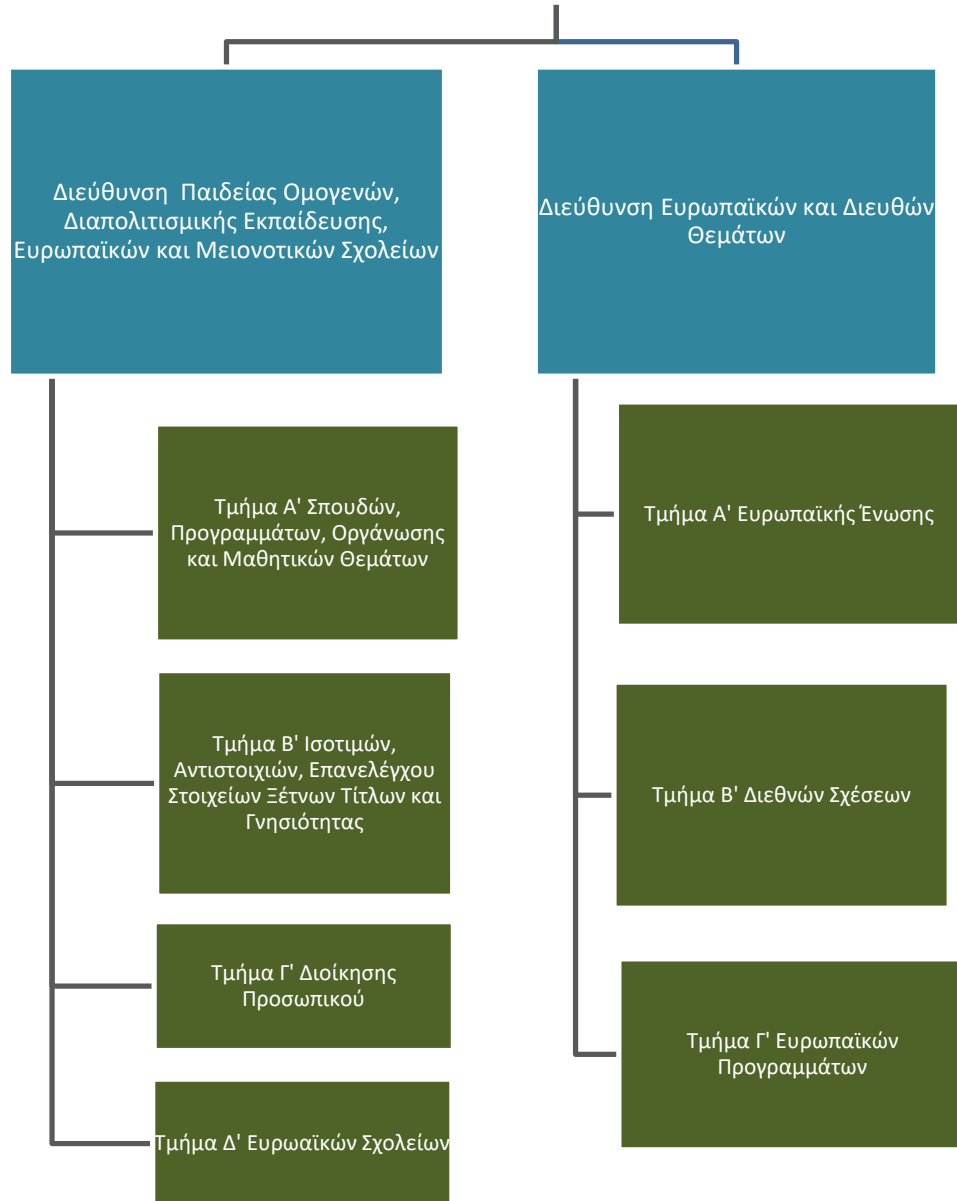 Διεύθυνση  Παιδείας Ομογενών,
Διαπολιτισμικής Εκπαίδευσης,
Ευρωπαϊκών και Μειονοτικών Σχολείων
Τμήμα Α' Σπουδών,
Προγραμμάτων, Οργάνωσης
και Μαθητικών Θεμάτων
Τμήμα Β' Ισοτιμών,
Αντιστοιχιών, Επανελέγχου
Στοιχείων Ξέτνων Τίτλων και
Γνησιότητας
Τμήμα Γ' Διοίκησης
Προσωπικού
Τμήμα Δ' Ευρωαϊκών Σχολείων
Διεύθυνση Ευρωπαϊκών και Διευθών
Θεμάτων
Τμήμα Α' Ευρωπαϊκής Ένωσης
Τμήμα Β' Διεθνών Σχέσεων
Τμήμα Γ' Ευρωπαϊκών
Προγραμμάτων